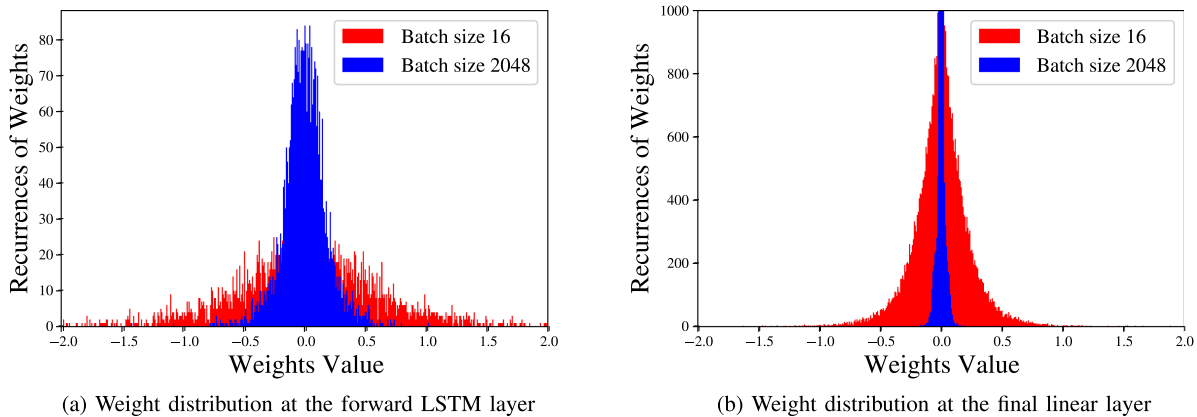 Recurrences of Weights
80
70
60
50
40
30
20
10
0
Batch size 16
Batch size 2048
−2.0 −1.5 −1.0 −0.5 0.0 0.5 1.0 1.5 2.0
Weights Value
(a) Weight distribution at the forward LSTM layer
Recurrences of Weights
1000
800
600
400
200
0
Batch size 16
Batch size 2048
−2.0 −1.5 −1.0 −0.5 0.0 0.5 1.0 1.5 2.0
Weights Value
(b) Weight distribution at the final linear layer